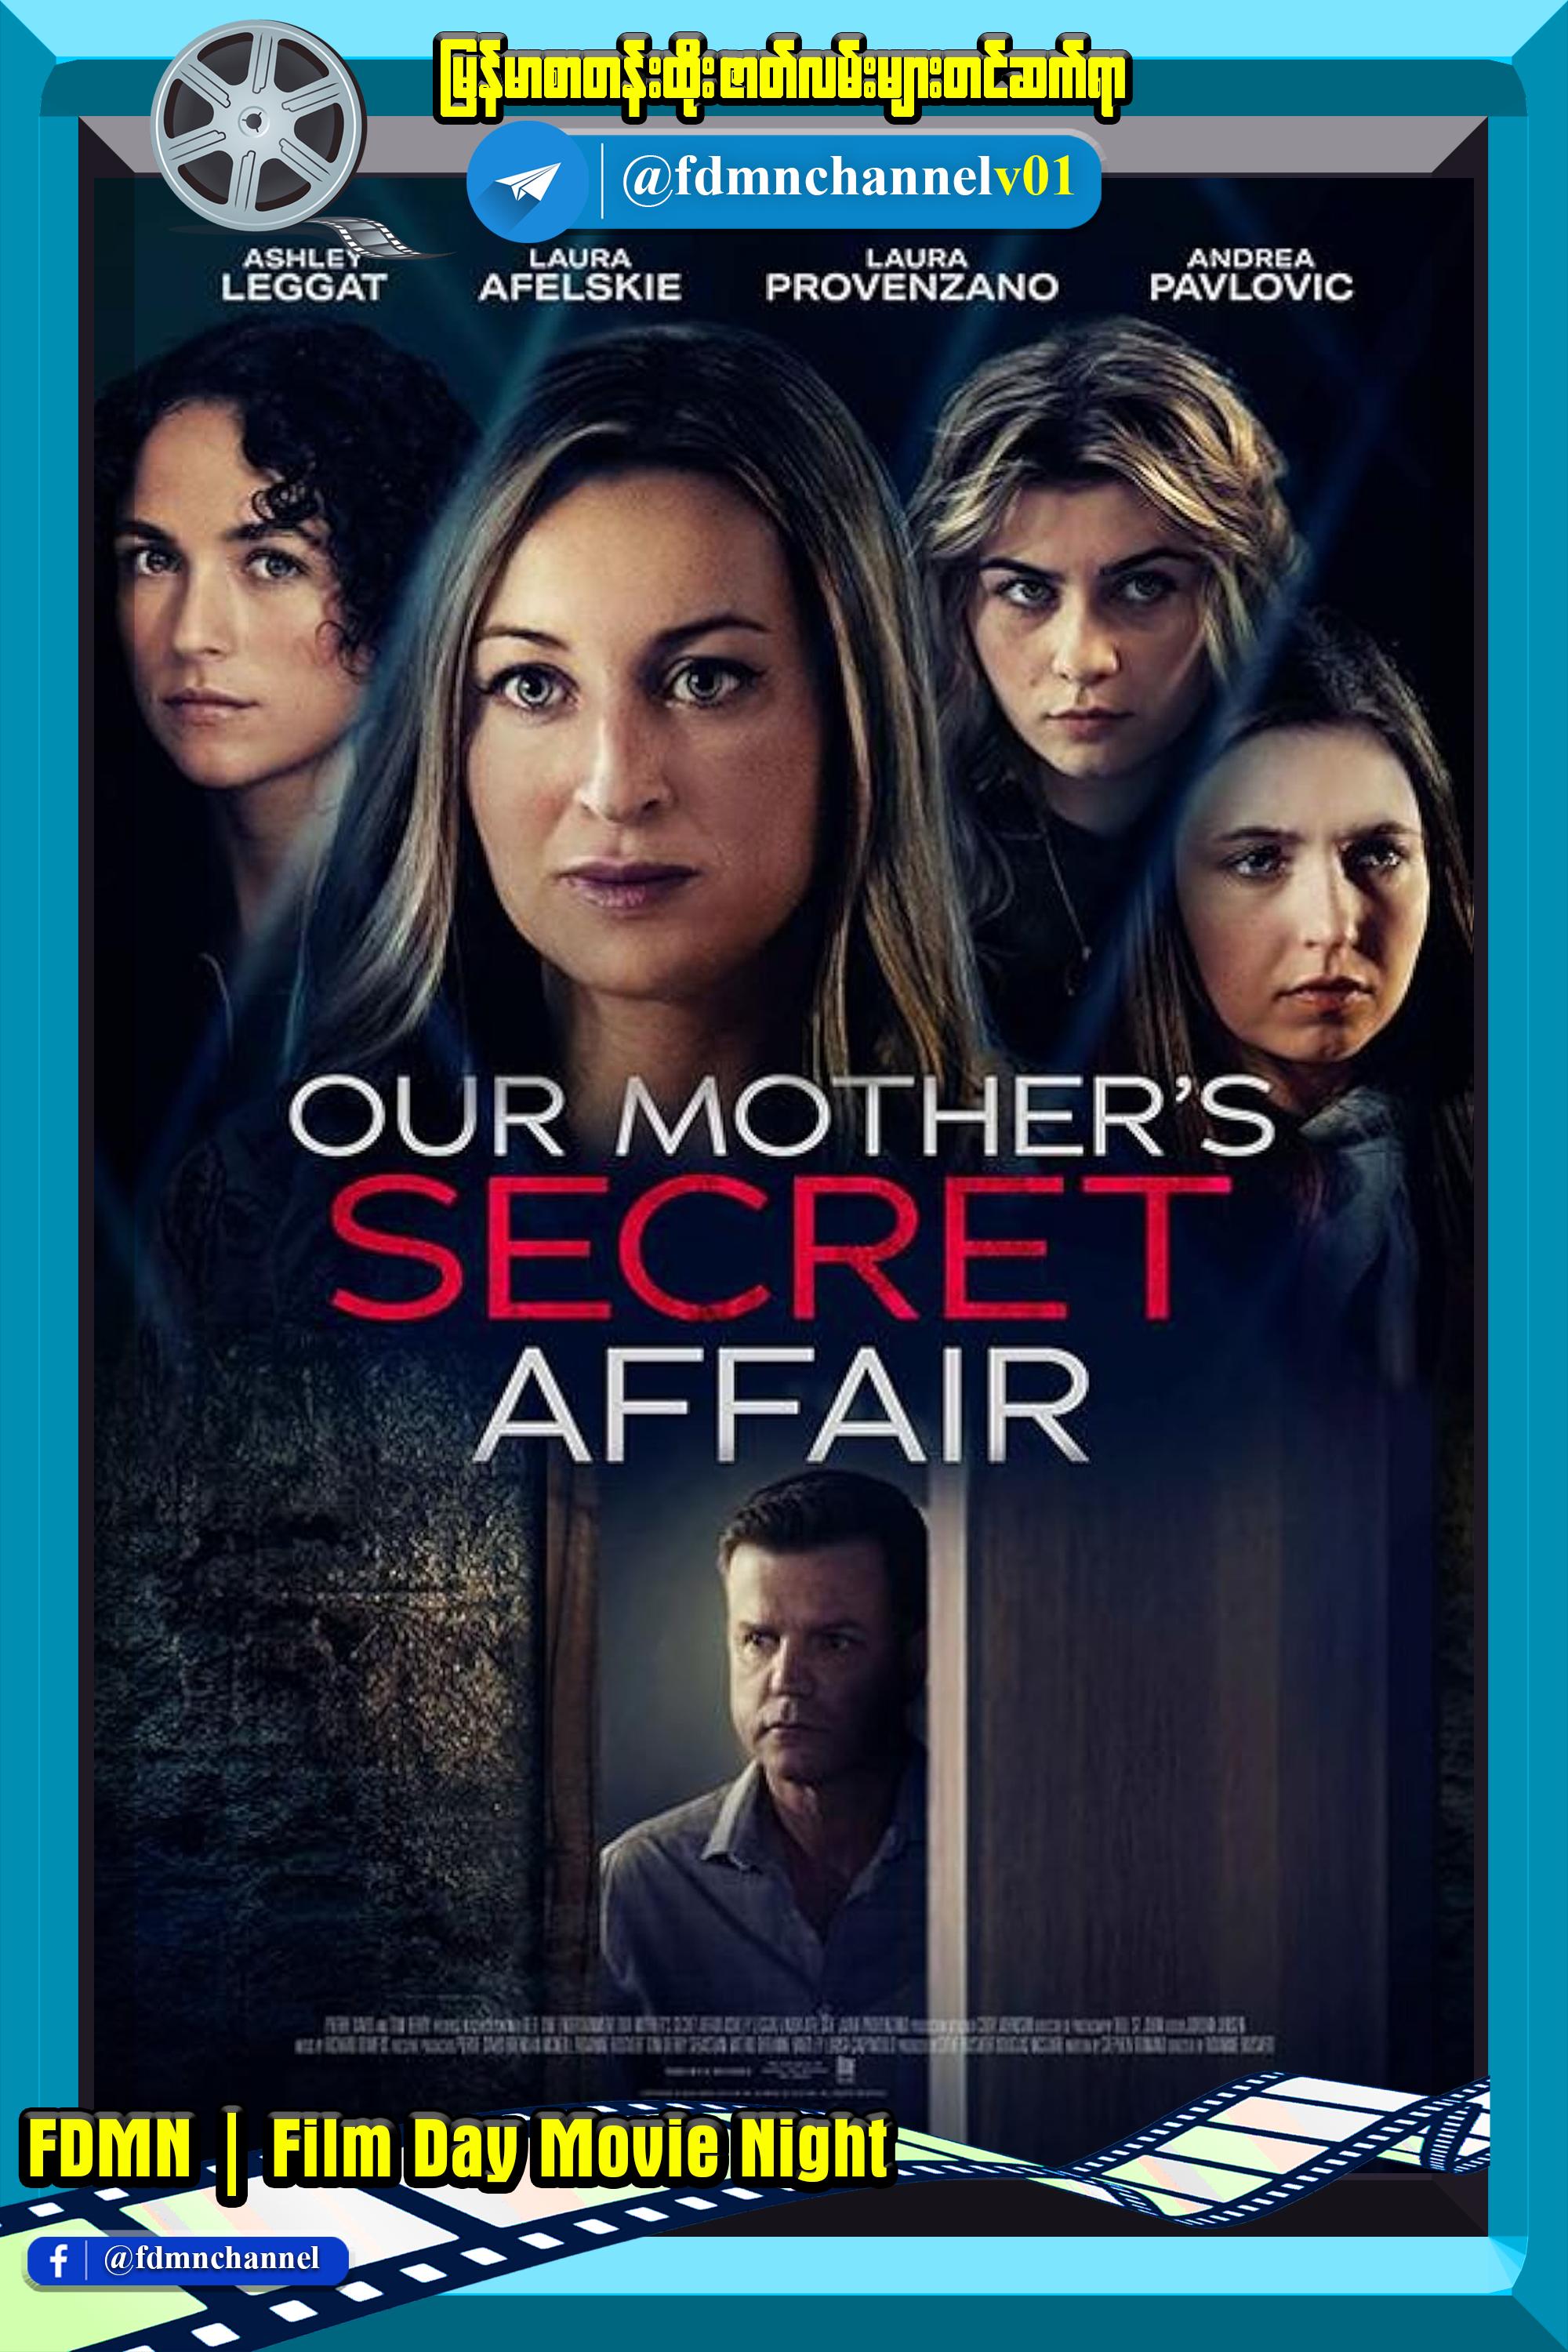 မြန်မာစာတန်းထိုးဇာတ်လမ်းများတင်ဆက်ရာ
@fdmnchannelv01
ASHLEY LEGGAT
LAURA AFELSKIE
LAURA PROVENZANO
ANDREA PAVLOVIC
OUR MOTHER'S
SECRET
AFFAIR
FDMN | Film Day Movie Night
f @fdmnchannel